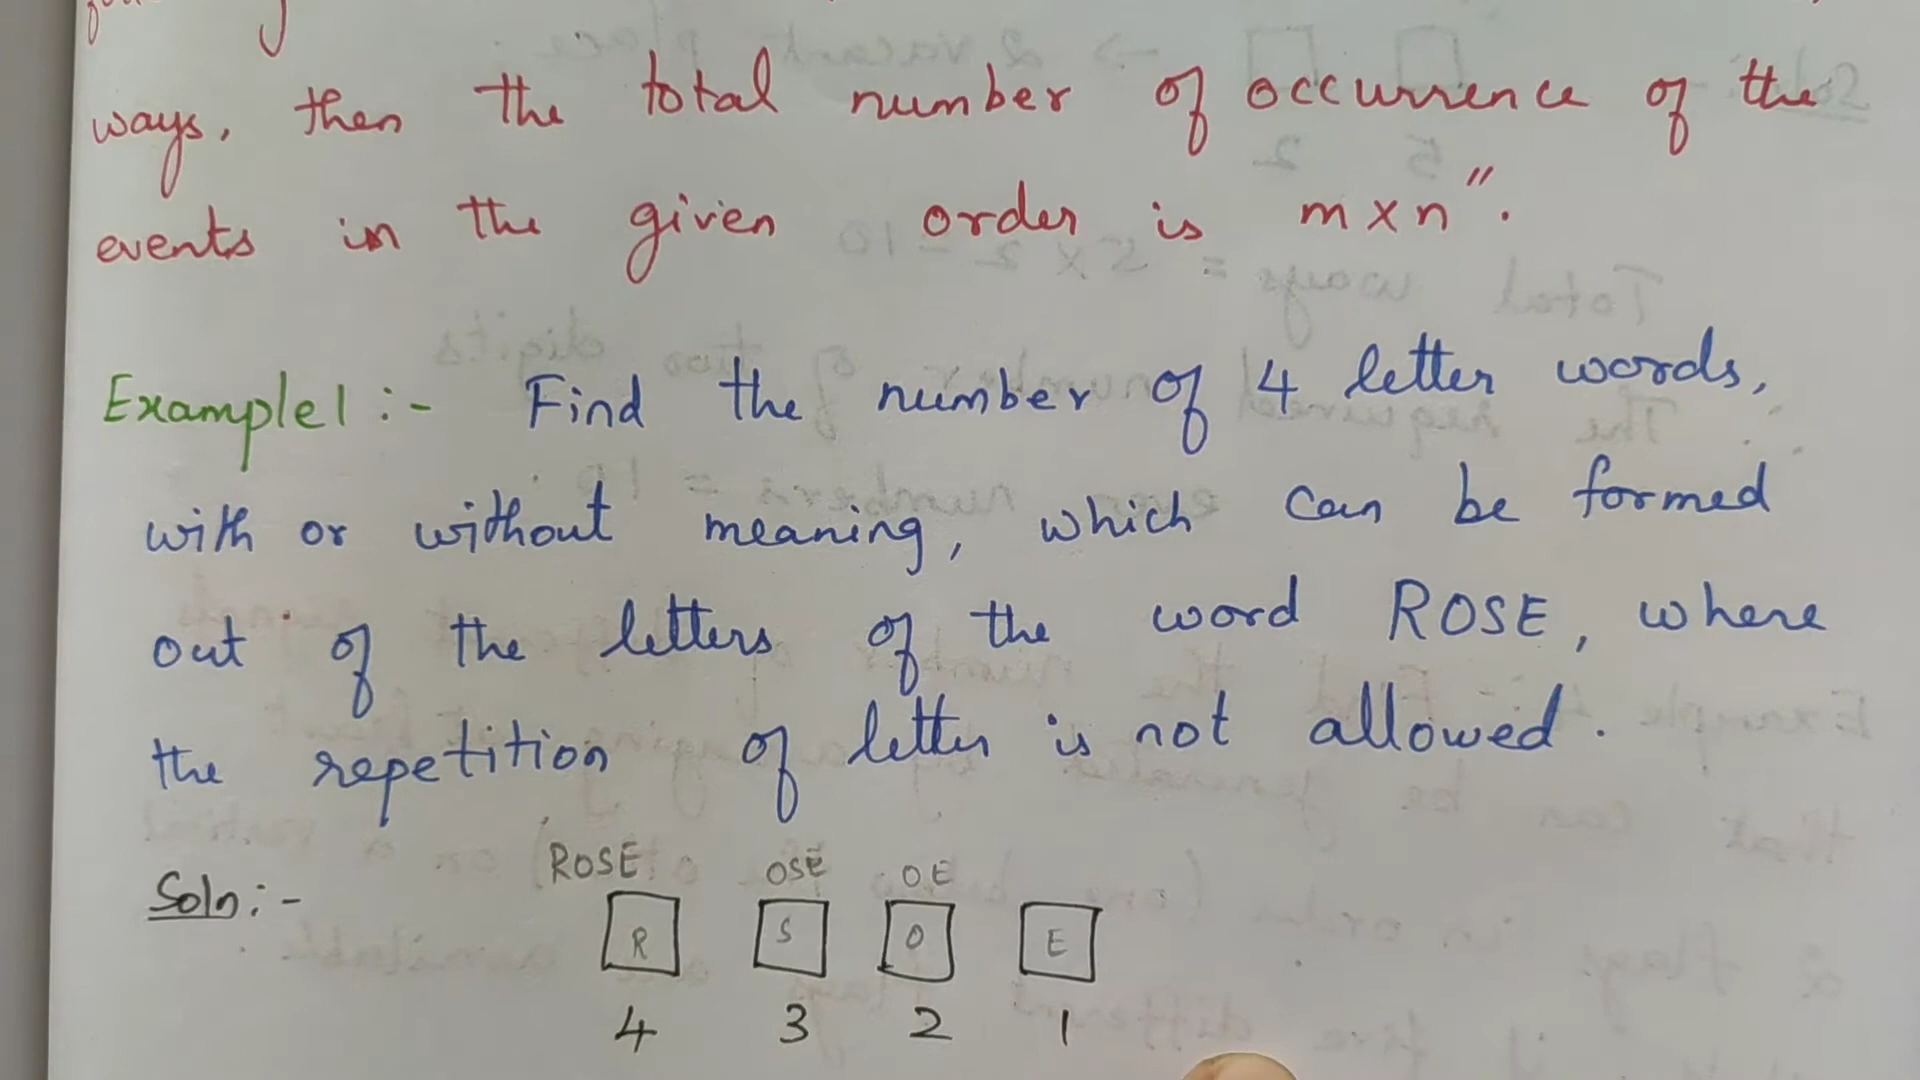 ways, then the total number of occurrence of the
events in the given order is m×n".
Example1:- Find the number of 4 letter words,
with or without meaning, which can be formed
out of the letters of the word ROSE, where
the repetition of letter is not allowed.
ROSE OSE OE
Soln:- R S O E
4 3 2 1